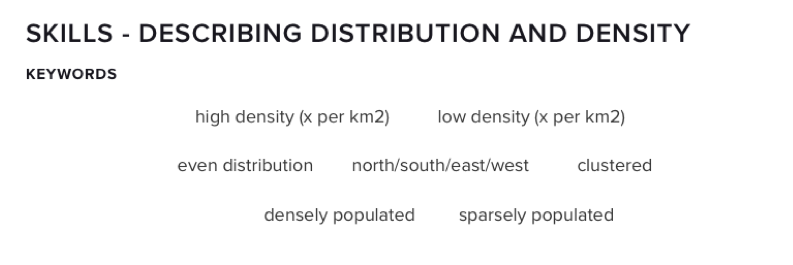 SKILLS - DESCRIBING DISTRIBUTION AND DENSITY
KEYWORDS
high density (x per km2) low density (x per km2)
even distribution north/south/east/west clustered
densely populated sparsely populated